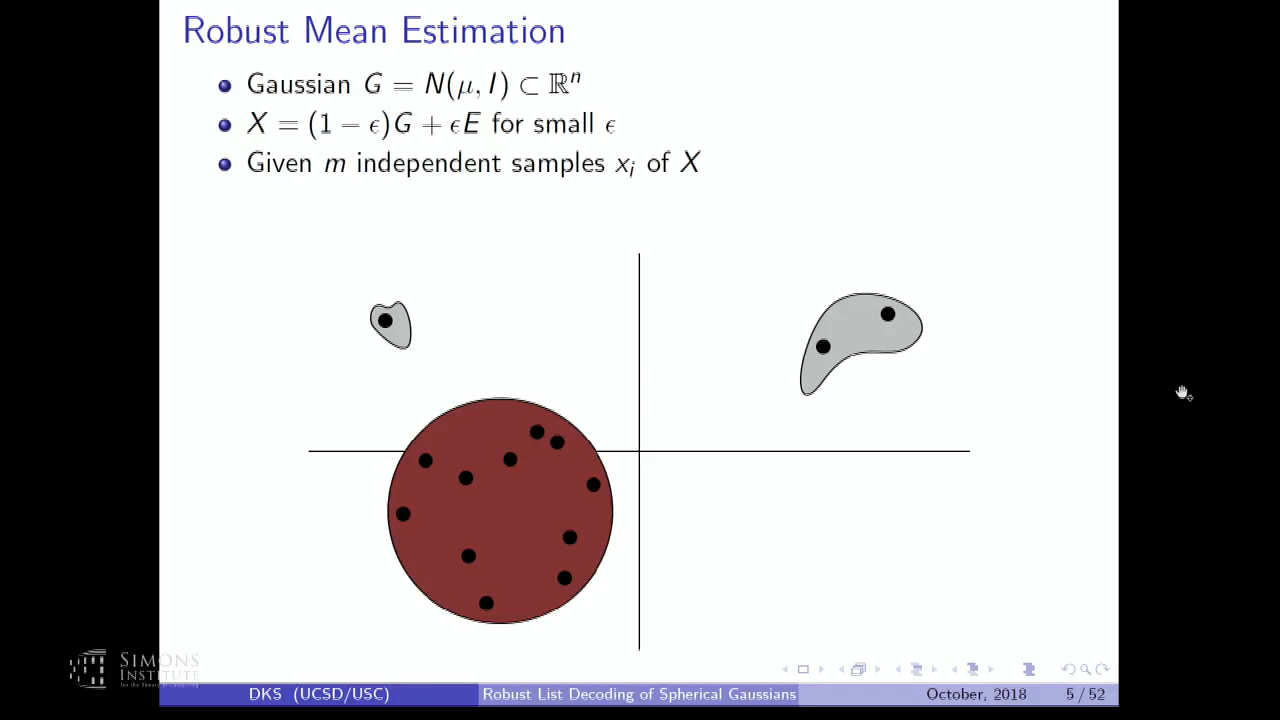 Robust Mean Estimation
Gaussian G = N(μ, I) ⊂ ℝⁿ
X = (1 − ϵ)G + ϵE for small ϵ
Given m independent samples xᵢ of X
SIMONS
INSTITUTE
DKS (UCSD/USC) Robust List Decoding of Spherical Gaussians October, 2018 5 / 52